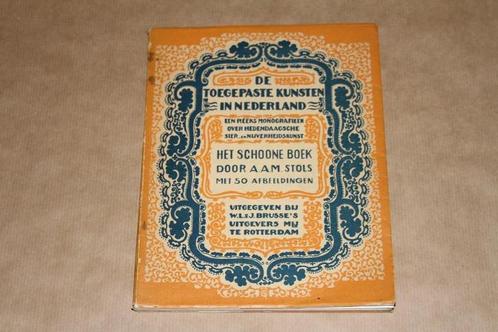 DE
TOEGEPASTE KUNSTEN
IN NEDERLAND
EEN REEKS MONOGRAFIEËN
OVER HEDENDAAGSCHE
SIER- EN NIJVERHEIDSKUNST
HET SCHOONE BOEK
DOOR A.A.M. STOLS
MET 50 AFBEELDINGEN
UITGEGEVEN BIJ
W.L. & J. BRUSSE'S
UITGEVERS MIJ
TE ROTTERDAM